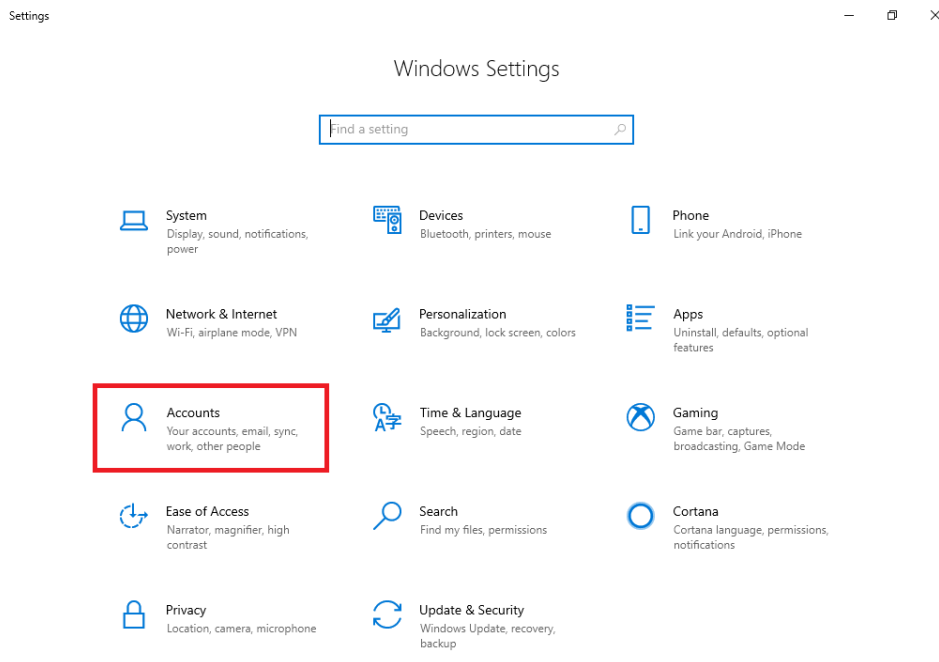 Settings
Windows Settings
Find a setting
System
Display, sound, notifications,
power
Devices
Bluetooth, printers, mouse
Phone
Link your Android, iPhone
Network & Internet
Wi-Fi, airplane mode, VPN
Personalization
Background, lock screen, colors
Apps
Uninstall, defaults, optional
features
Accounts
Your accounts, email, sync,
work, other people
Time & Language
Speech, region, date
Gaming
Game bar, captures,
broadcasting, Game Mode
Ease of Access
Narrator, magnifier, high
contrast
Search
Find my files, permissions
Cortana
Cortana language, permissions,
notifications
Privacy
Location, camera, microphone
Update & Security
Windows Update, recovery,
backup